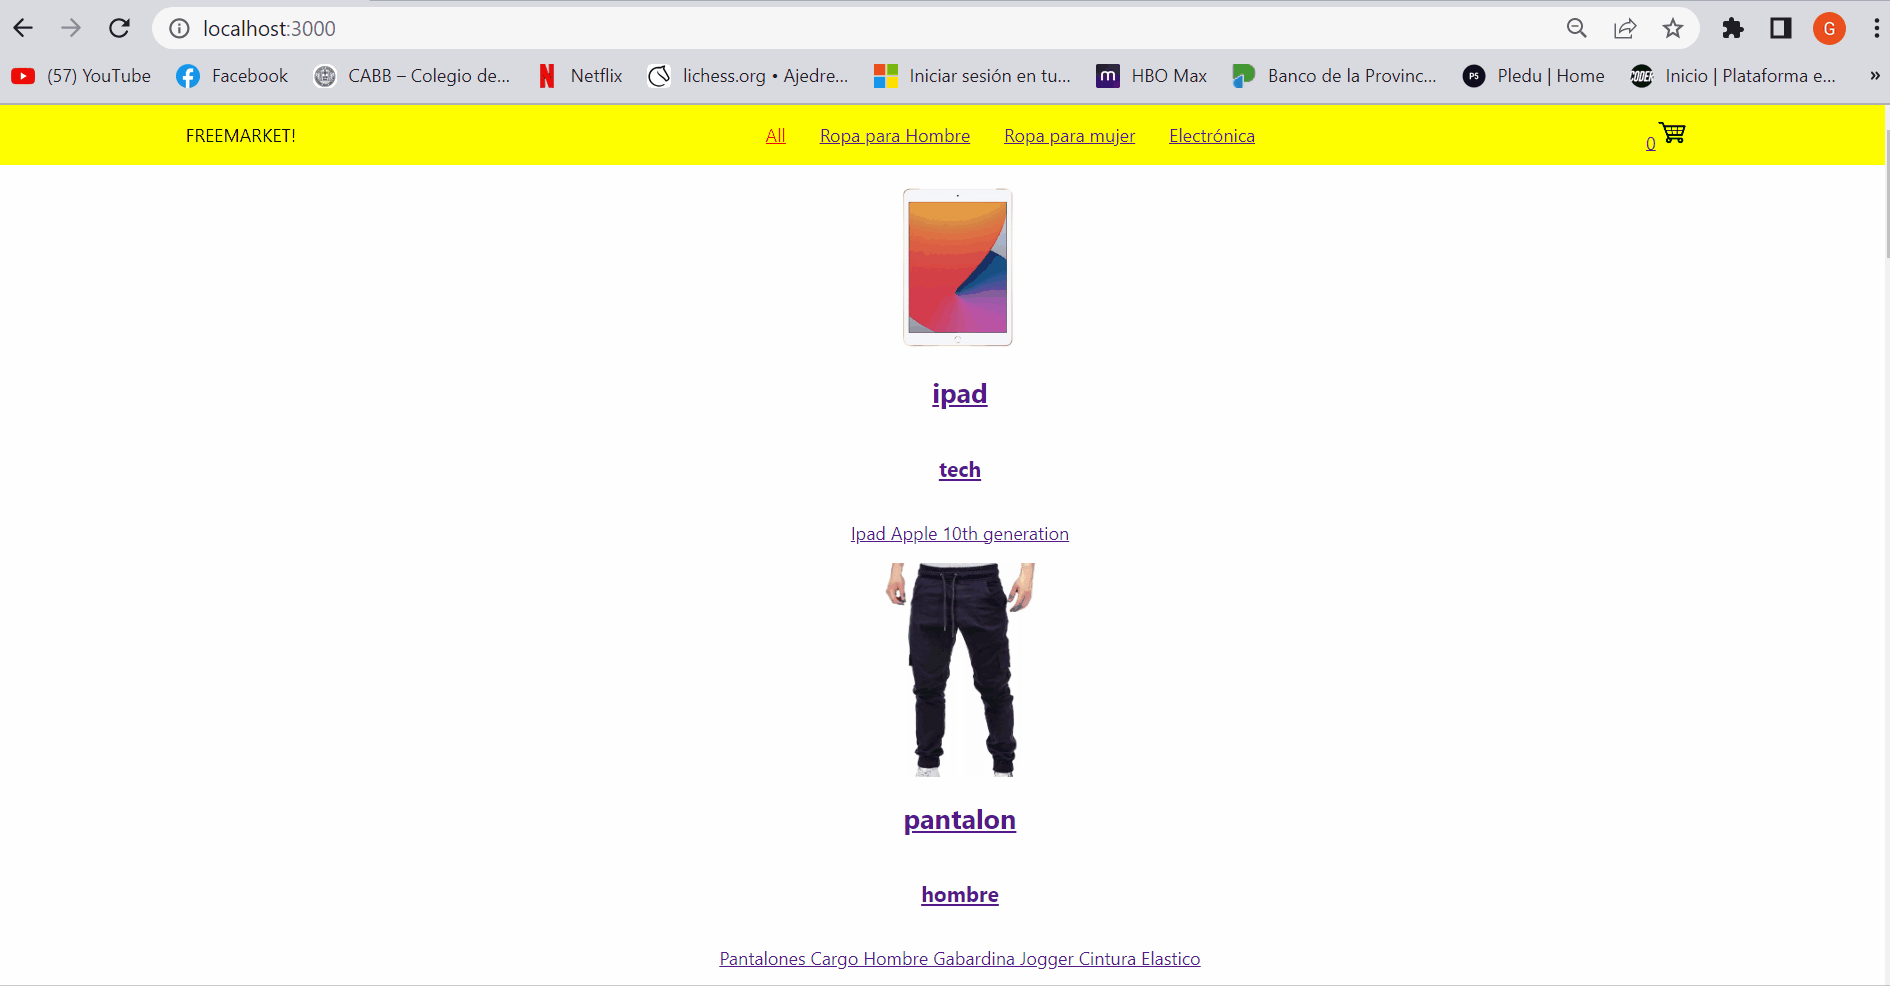 localhost:3000
G
(57) YouTube
Facebook
CABB – Colegio de...
N
Netflix
lichess.org • Ajedre...
Iniciar sesión en tu...
m
HBO Max
Banco de la Provinc...
PS
Pledu | Home
CODER
Inicio | Plataforma e...
»
FREEMARKET!
All
Ropa para Hombre
Ropa para mujer
Electrónica
0
ipad
tech
Ipad Apple 10th generation
pantalon
hombre
Pantalones Cargo Hombre Gabardina Jogger Cintura Elastico